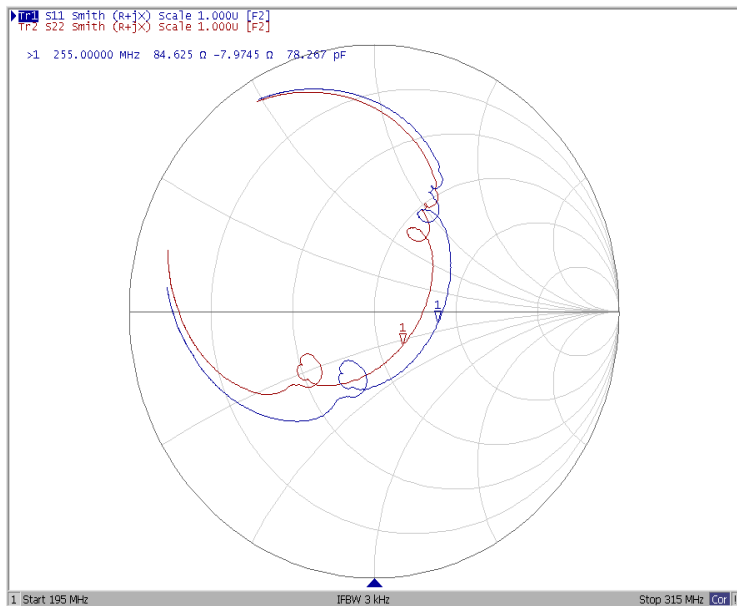 Tr1 S11 Smith (R+jX) Scale 1.000U [F2]
Tr2 S22 Smith (R+jX) Scale 1.000U [F2]
>1 255.00000 MHz 84.625 Ω -7.9745 Ω 78.267 pF
1
1
1 Start 195 MHz IFBW 3 kHz Stop 315 MHz Cor